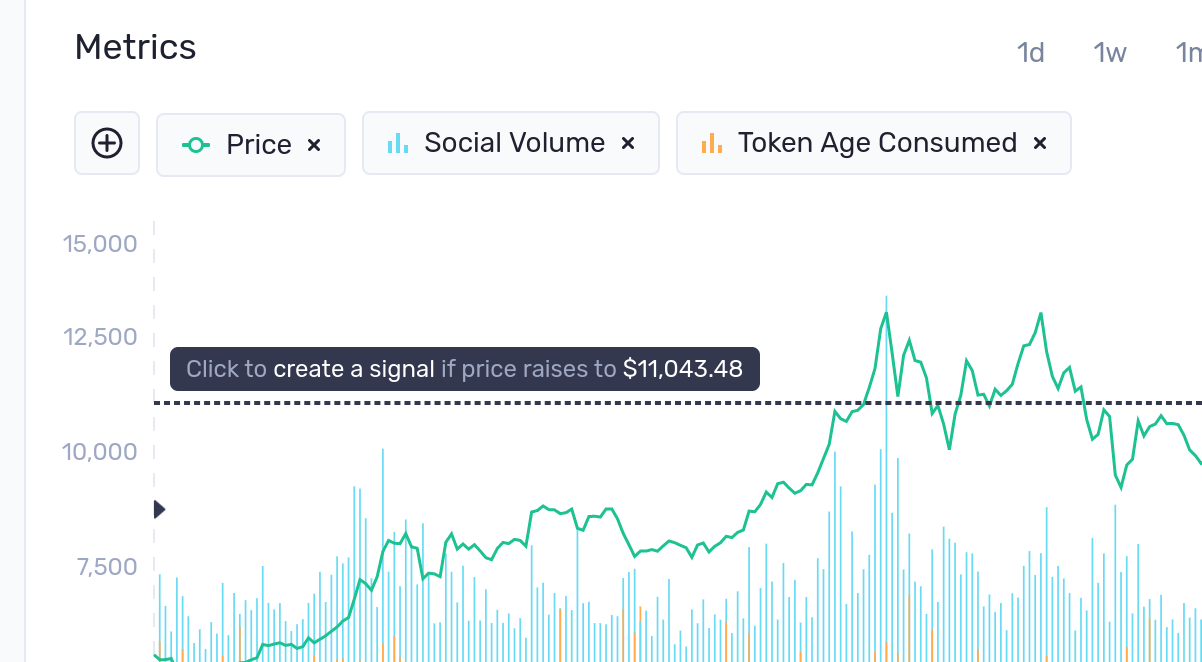 Metrics
1d 1w 1m
Price × Social Volume × Token Age Consumed ×
15,000
12,500
Click to create a signal if price raises to $11,043.48
10,000
7,500